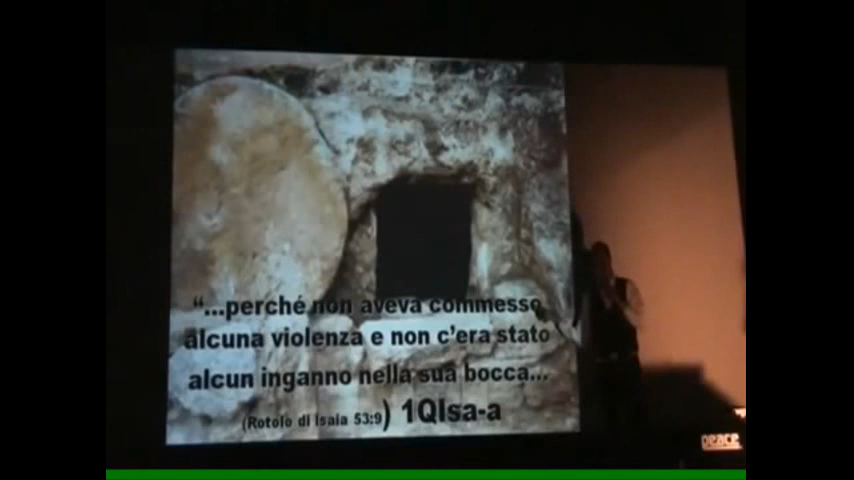 “...perché non aveva commesso
alcuna violenza e non c’era stato
alcun inganno nella sua bocca...
(Rotolo di Isaia 53:9) 1QIsa-a
peace